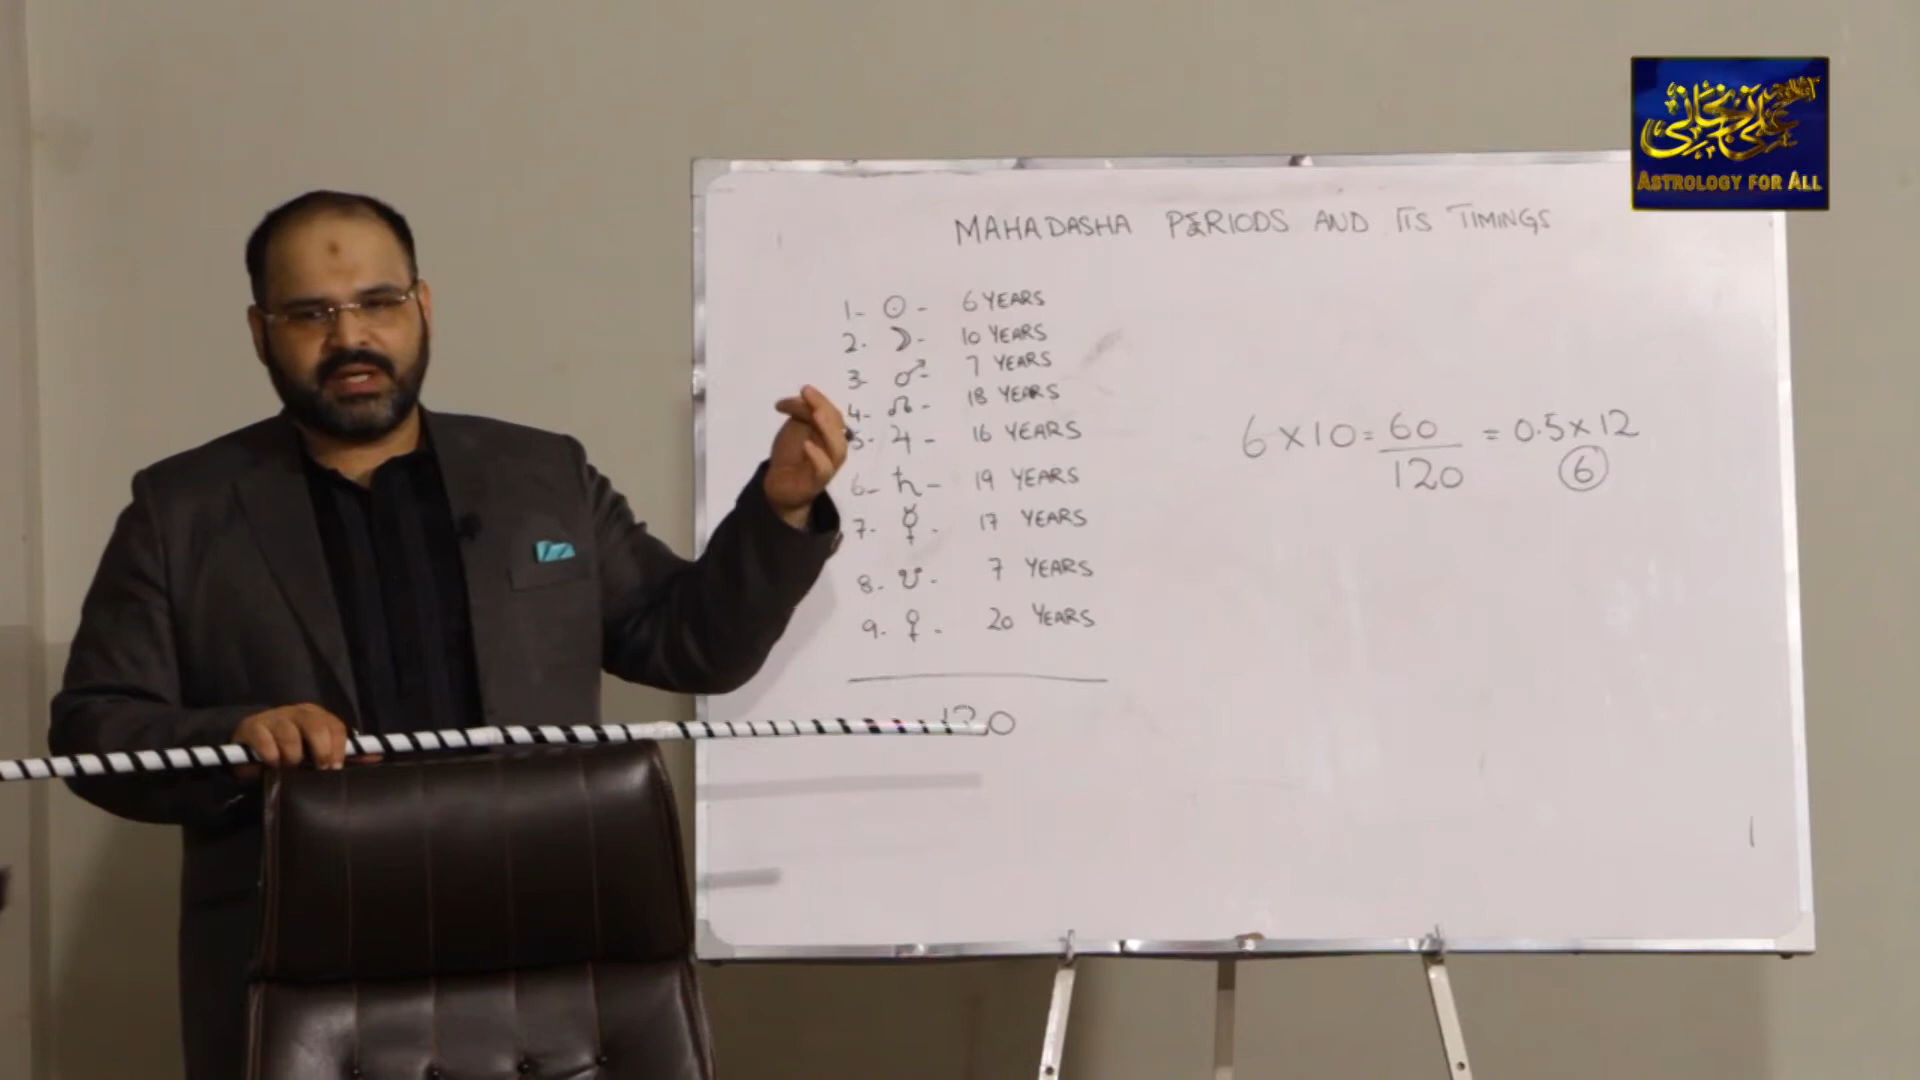 ASTROLOGY FOR ALL
MAHADASHA PERIODS AND ITS TIMINGS
1- ☉ - 6 YEARS
2. ☽ - 10 YEARS
3- ♂ - 7 YEARS
4- ☊ - 18 YEARS
5- ♃ - 16 YEARS
6- ♄ - 19 YEARS
7- ☿ - 17 YEARS
8- ☋ - 7 YEARS
9- ♀ - 20 YEARS
120
6 X 10 = 60/120 = 0.5 x 12
6